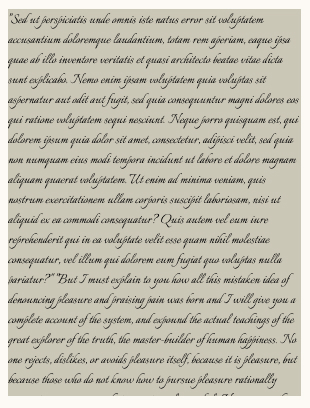 "Sed ut perspiciatis unde omnis iste natus error sit voluptatem
accusantium doloremque laudantium, totam rem aperiam, eaque ipsa
quae ab illo inventore veritatis et quasi architecto beatae vitae dicta
sunt explicabo. Nemo enim ipsam voluptatem quia voluptas sit
aspernatur aut odit aut fugit, sed quia consequuntur magni dolores eos
qui ratione voluptatem sequi nesciunt. Neque porro quisquam est, qui
dolorem ipsum quia dolor sit amet, consectetur, adipisci velit, sed quia
non numquam eius modi tempora incidunt ut labore et dolore magnam
aliquam quaerat voluptatem. Ut enim ad minima veniam, quis
nostrum exercitationem ullam corporis suscipit laboriosam, nisi ut
aliquid ex ea commodi consequatur? Quis autem vel eum iure
reprehenderit qui in ea voluptate velit esse quam nihil molestiae
consequatur, vel illum qui dolorem eum fugiat quo voluptas nulla
pariatur?" "But I must explain to you how all this mistaken idea of
denouncing pleasure and praising pain was born and I will give you a
complete account of the system, and expound the actual teachings of the
great explorer of the truth, the master-builder of human happiness. No
one rejects, dislikes, or avoids pleasure itself, because it is pleasure, but
because those who do not know how to pursue pleasure rationally